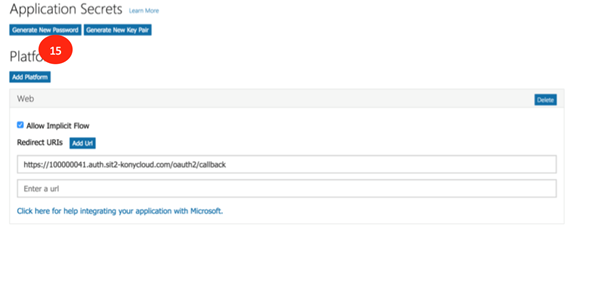 Application Secrets Learn More
Generate New Password Generate New Key Pair
15
Platfo
Add Platform
Web Delete
Allow Implicit Flow
Redirect URIs Add Url
https://100000041.auth.sit2-konycloud.com/oauth2/callback
Enter a url
Click here for help integrating your application with Microsoft.